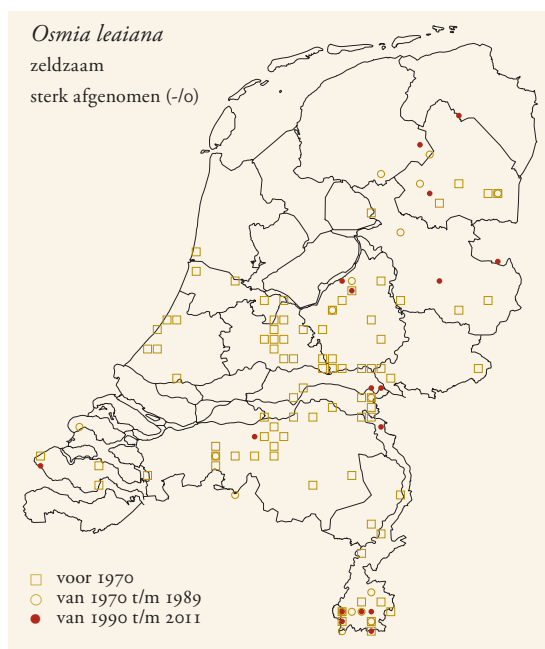 Osmia leaiana
zeldzaam
sterk afgenomen (-/0)
voor 1970
van 1970 t/m 1989
van 1990 t/m 2011